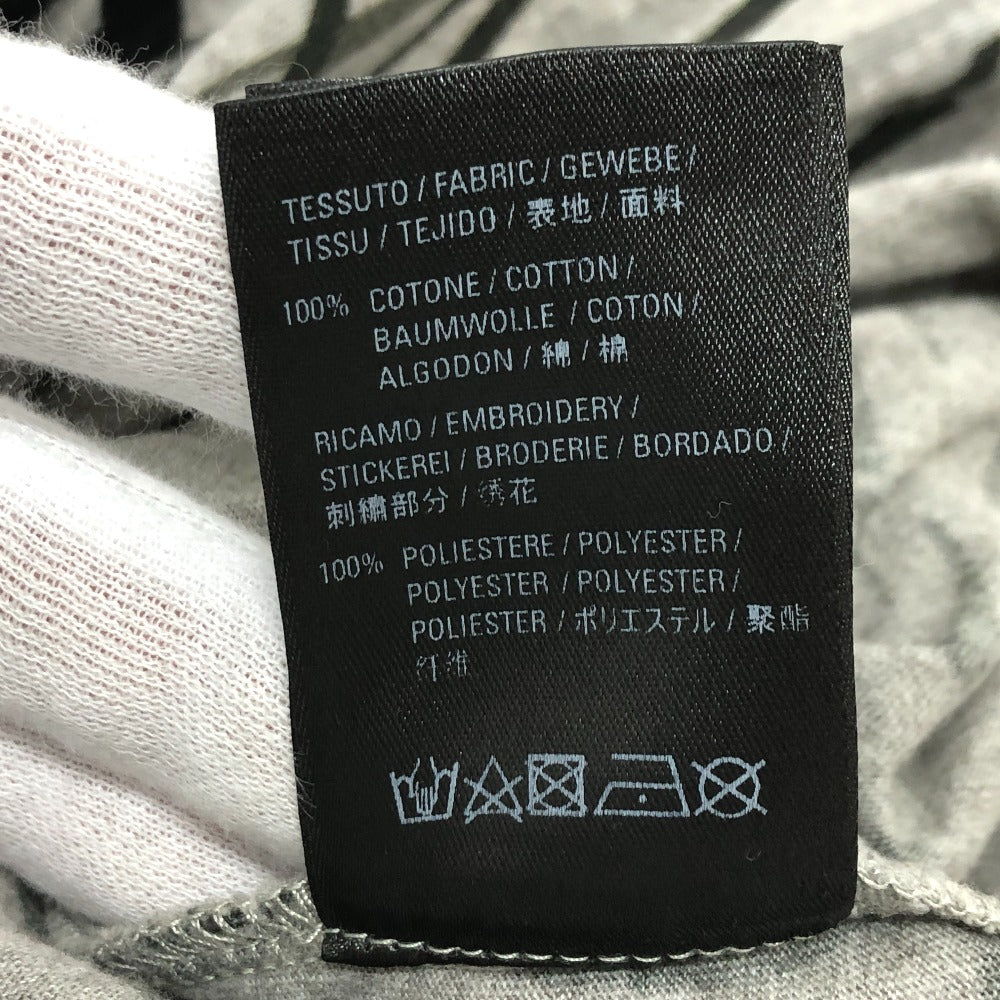 TESSUTO / FABRIC / GEWEBE /
TISSU / TEJIDO / 表地 / 面料
100% COTONE / COTTON /
BAUMWOLLE / COTON /
ALGODON / 綿 / 棉
RICAMO / EMBROIDERY /
STICKEREI / BRODERIE / BORDADO /
刺繍部分 / 绣花
100% POLIESTERE / POLYESTER /
POLYESTER / POLYESTER /
POLIESTER / ポリエステル / 聚酯
纤维